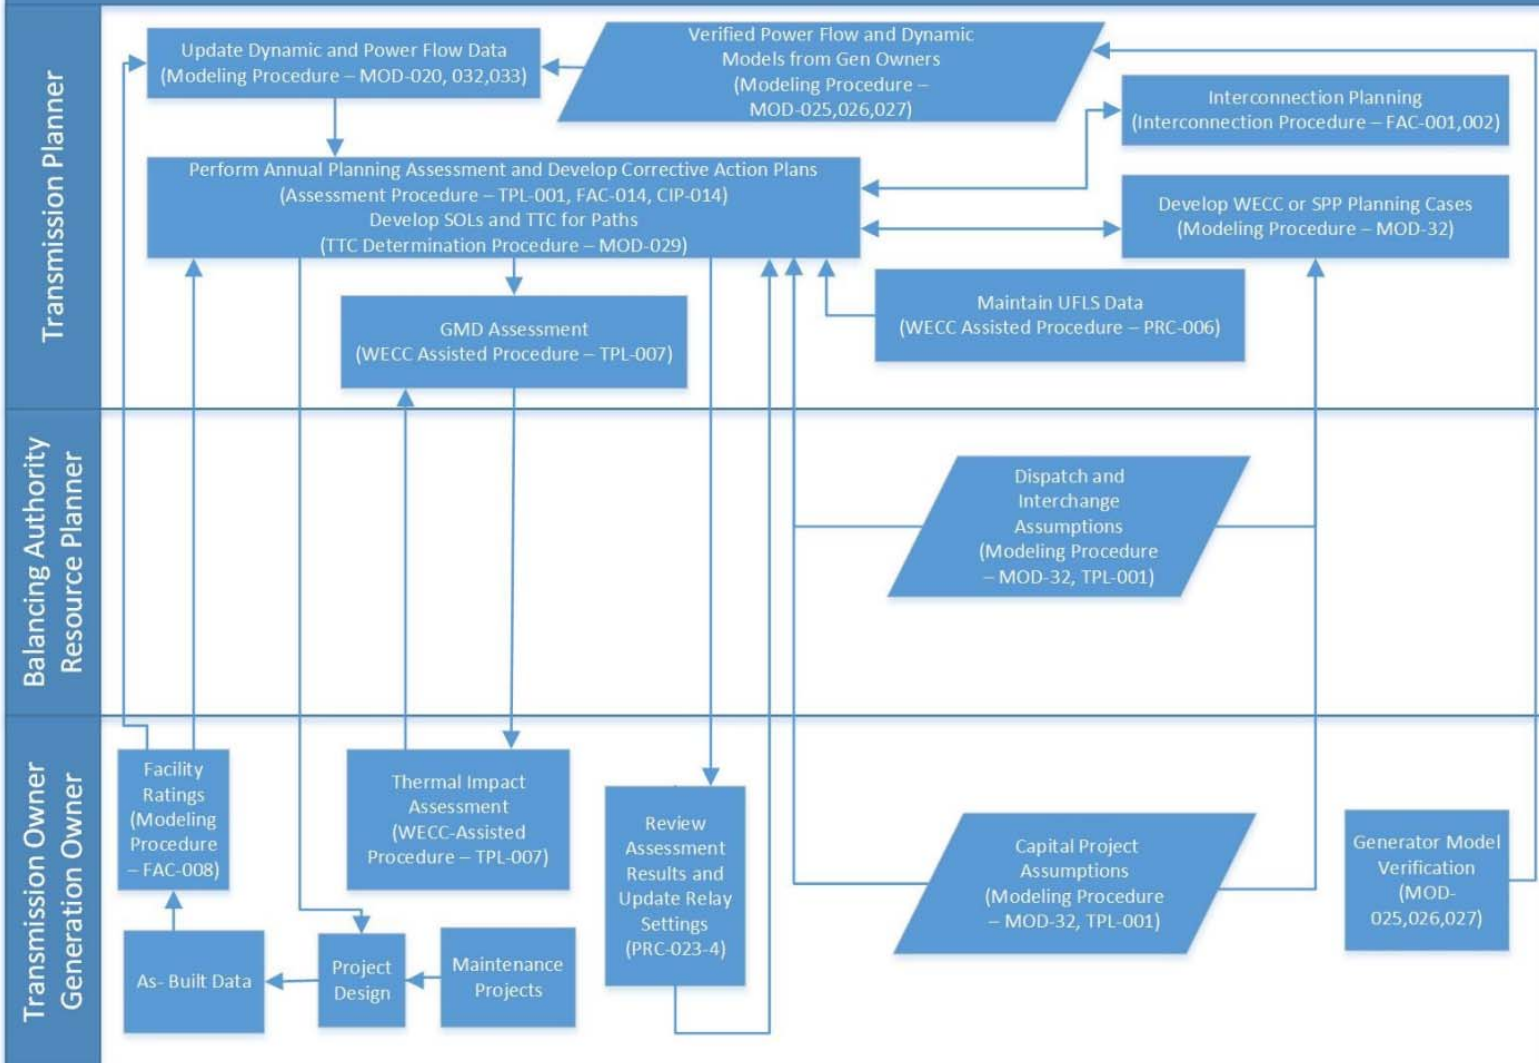 Transmission Planner
Update Dynamic and Power Flow Data
(Modeling Procedure – MOD-020, 032,033)
Verified Power Flow and Dynamic
Models from Gen Owners
(Modeling Procedure –
MOD-025,026,027)
Interconnection Planning
(Interconnection Procedure – FAC-001,002)
Perform Annual Planning Assessment and Develop Corrective Action Plans
(Assessment Procedure – TPL-001, FAC-014, CIP-014)
Develop SOLs and TTC for Paths
(TTC Determination Procedure – MOD-029)
Develop WECC or SPP Planning Cases
(Modeling Procedure – MOD-32)
GMD Assessment
(WECC Assisted Procedure – TPL-007)
Maintain UFLS Data
(WECC Assisted Procedure – PRC-006)
Balancing Authority
Resource Planner
Dispatch and
Interchange
Assumptions
(Modeling Procedure
– MOD-32, TPL-001)
Transmission Owner
Generation Owner
Facility
Ratings
(Modeling
Procedure
– FAC-008)
Thermal Impact
Assessment
(WECC-Assisted
Procedure – TPL-007)
Review
Assessment
Results and
Update Relay
Settings
(PRC-023-4)
Capital Project
Assumptions
(Modeling Procedure
– MOD-32, TPL-001)
Generator Model
Verification
(MOD-
025,026,027)
As- Built Data
Project
Design
Maintenance
Projects